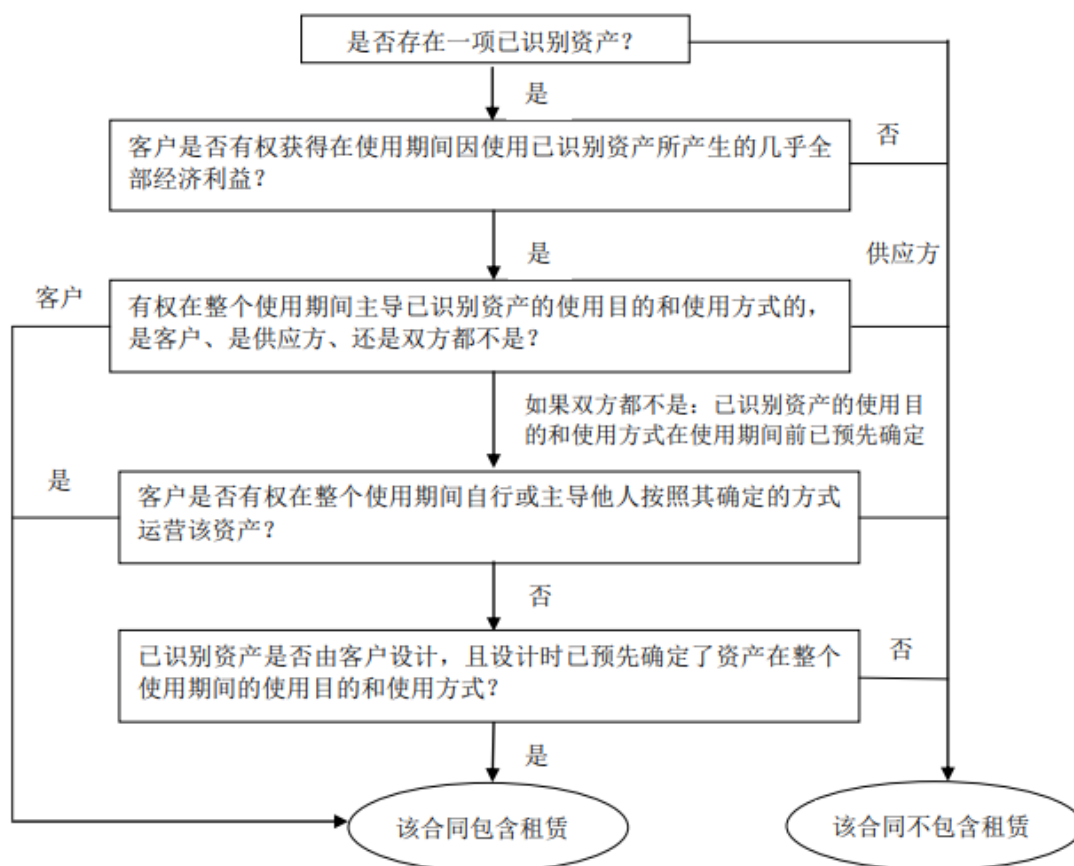 是否存在一项已识别资产？
是
客户是否有权获得在使用期间因使用已识别资产所产生的几乎全
部经济利益？
否
是
供应方
客户
有权在整个使用期间主导已识别资产的使用目的和使用方式的，
是客户、是供应方、还是双方都不是？
如果双方都不是：已识别资产的使用目
的和使用方式在使用期间前已预先确定
是
客户是否有权在整个使用期间自行或主导他人按照其确定的方式
运营该资产？
否
已识别资产是否由客户设计，且设计时已预先确定了资产在整个
使用期间的使用目的和使用方式？
否
是
该合同包含租赁
该合同不包含租赁